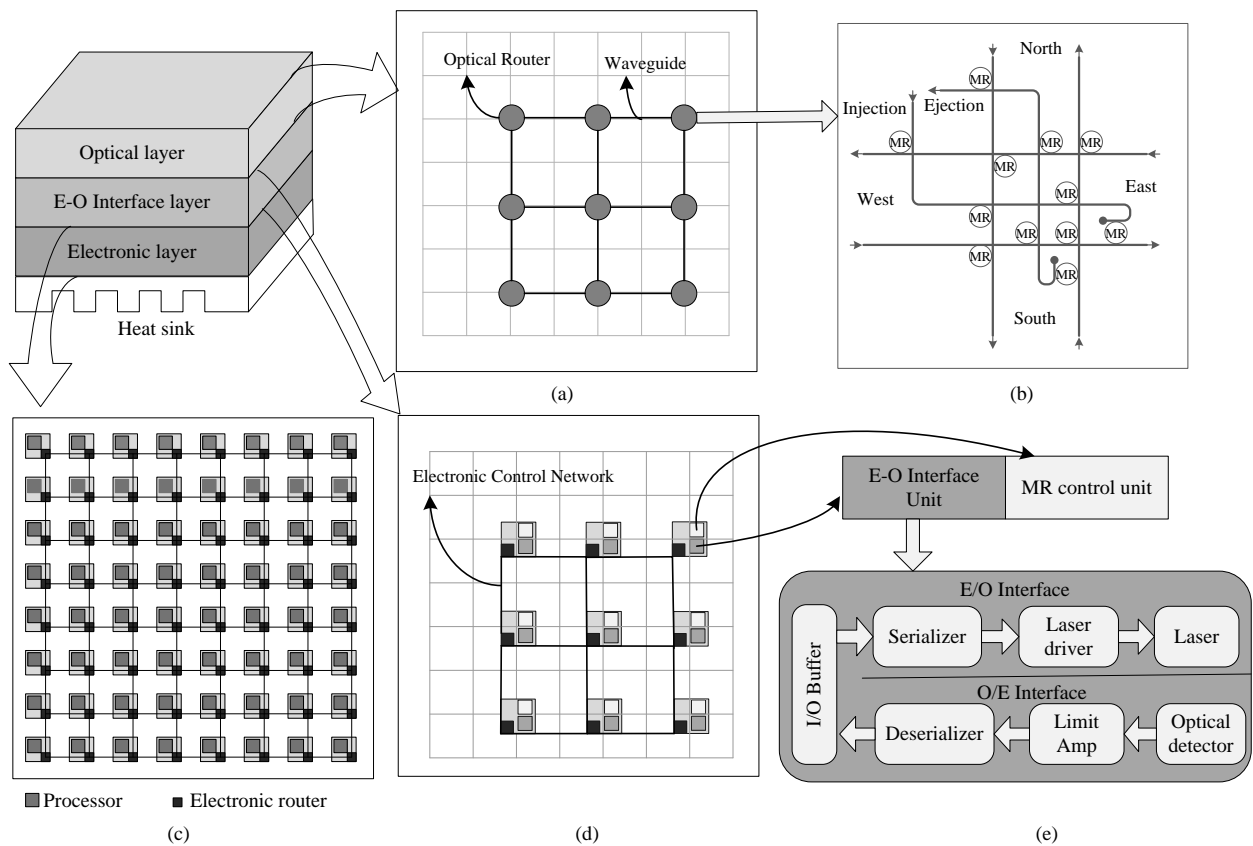 Optical layer
E-O Interface layer
Electronic layer
Heat sink
Optical Router
Waveguide
(a)
North
MR
Injection
Ejection
MR
MR
MR
MR
East
West
MR
MR
MR
MR
MR
MR
MR
South
(b)
Processor
Electronic router
(c)
Electronic Control Network
(d)
E-O Interface
Unit
MR control unit
E/O Interface
I/O Buffer
Serializer
Laser
driver
Laser
O/E Interface
Deserializer
Limit
Amp
Optical
detector
(e)